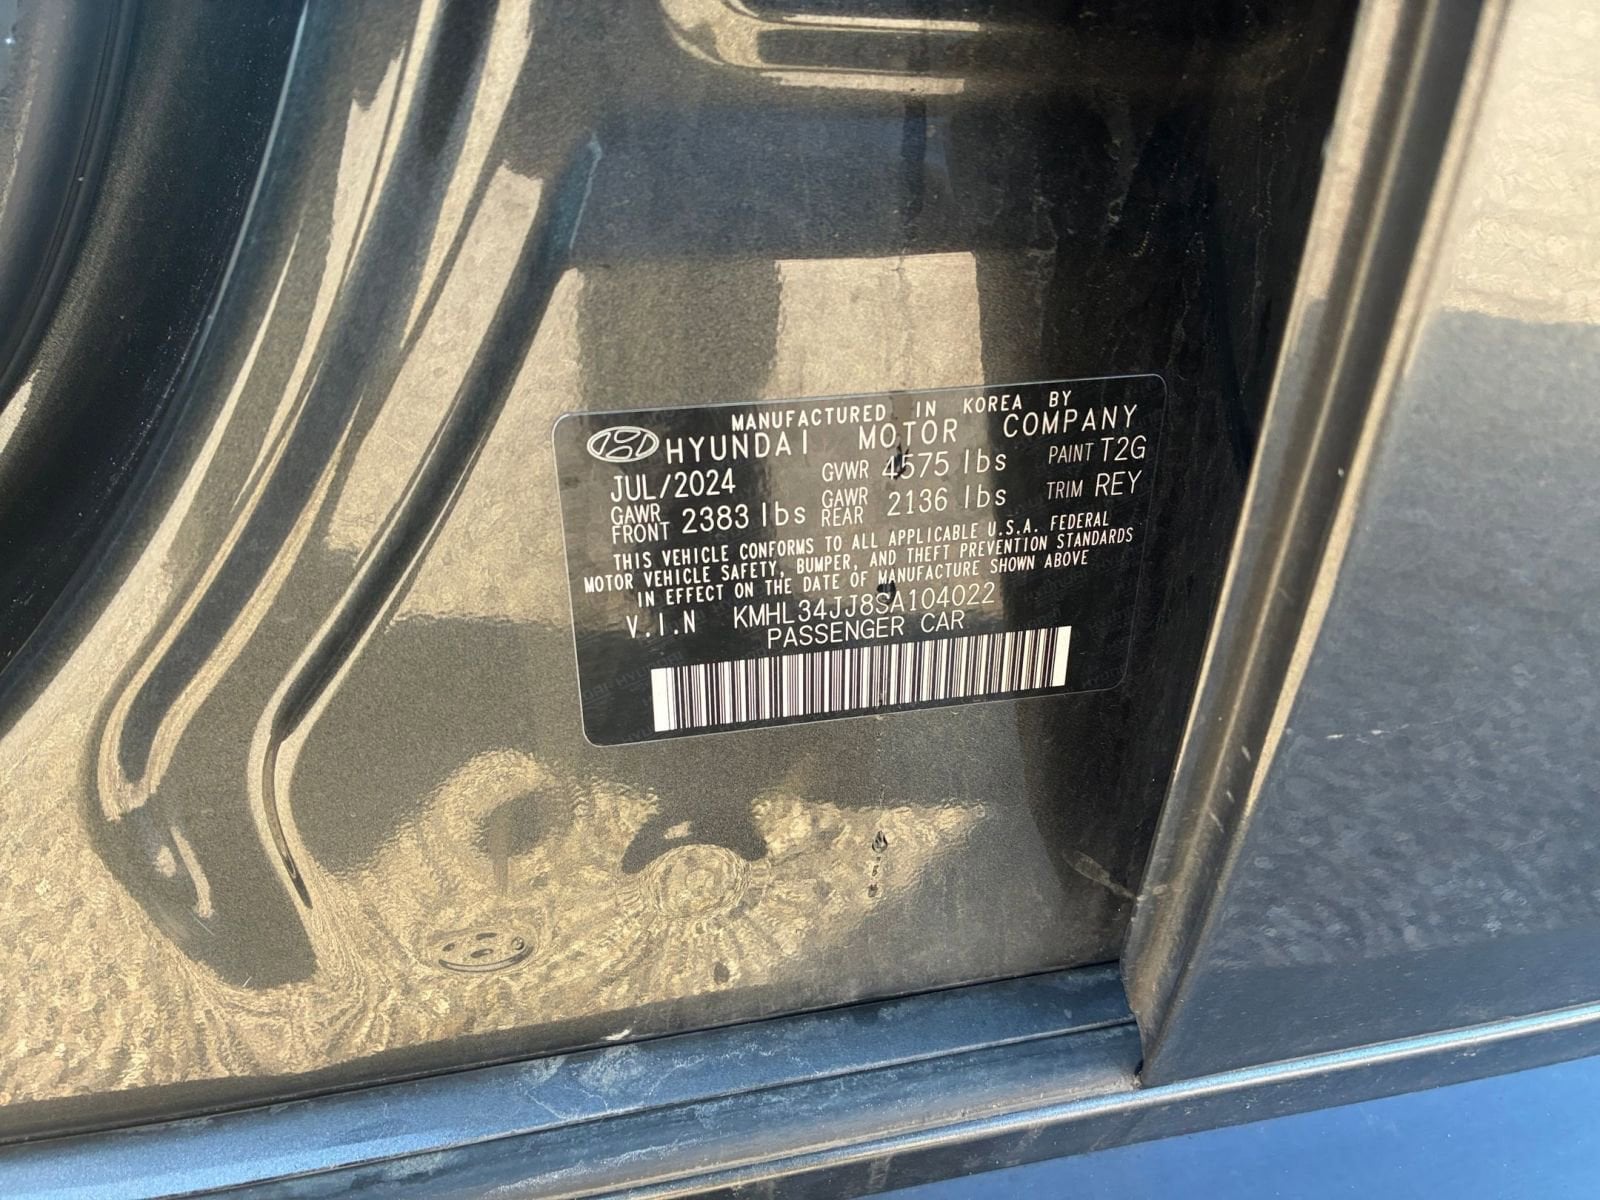 MANUFACTURED IN KOREA BY
HYUNDAI MOTOR COMPANY
JUL/2024 GVWR 4575 lbs PAINT T2G
GAWR FRONT 2383 lbs GAWR REAR 2136 lbs TRIM REY
THIS VEHICLE CONFORMS TO ALL APPLICABLE U.S.A. FEDERAL
MOTOR VEHICLE SAFETY, BUMPER, AND THEFT PREVENTION STANDARDS
IN EFFECT ON THE DATE OF MANUFACTURE SHOWN ABOVE
V.I.N KMHL34JJ8SA104022
PASSENGER CAR